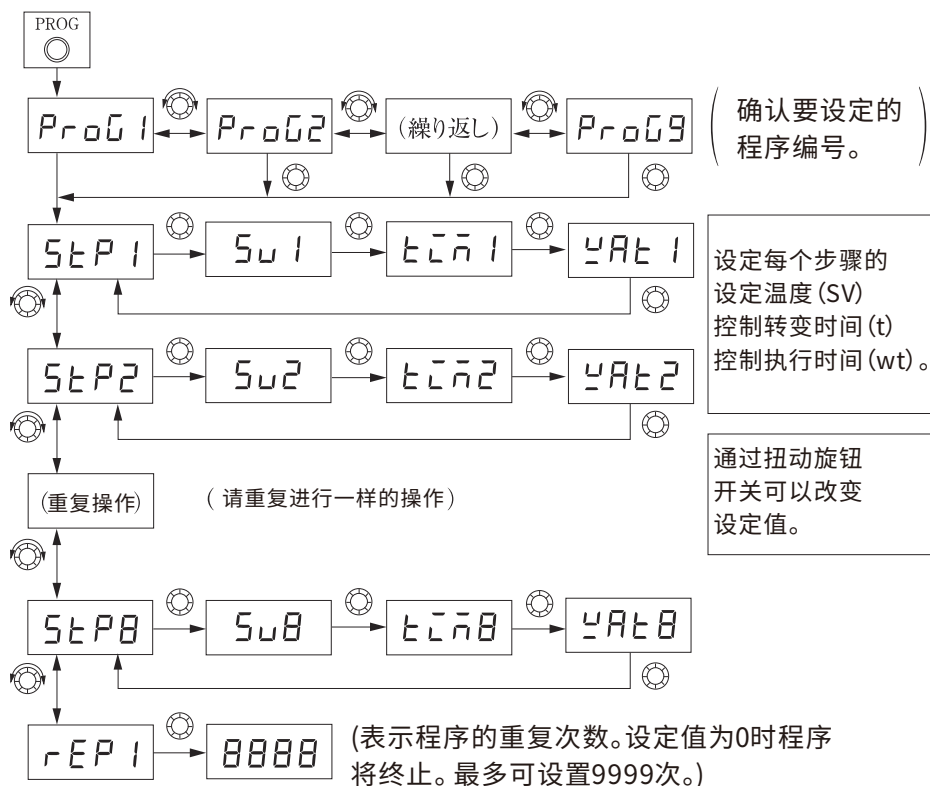 PROG
ProG1
ProG2
(繰り返し)
ProG9
确认要设定的
程序编号。
StP1
Sv1
tim1
wAt1
设定每个步骤的
设定温度(SV)
控制转变时间(t)
控制执行时间(wt)。
StP2
Sv2
tim2
wAt2
通过扭动旋钮
开关可以改变
设定值。
(重复操作)
(请重复进行一样的操作)
StP8
Sv8
tim8
wAt8
rEP1
8888
(表示程序的重复次数。设定值为0时程序
将终止。最多可设置9999次。)